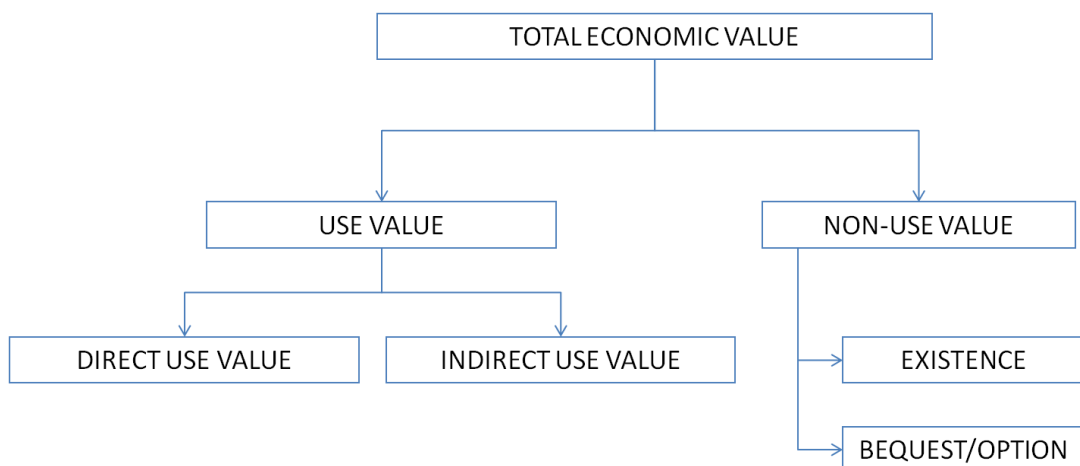 TOTAL ECONOMIC VALUE
USE VALUE
NON-USE VALUE
DIRECT USE VALUE
INDIRECT USE VALUE
EXISTENCE
BEQUEST/OPTION